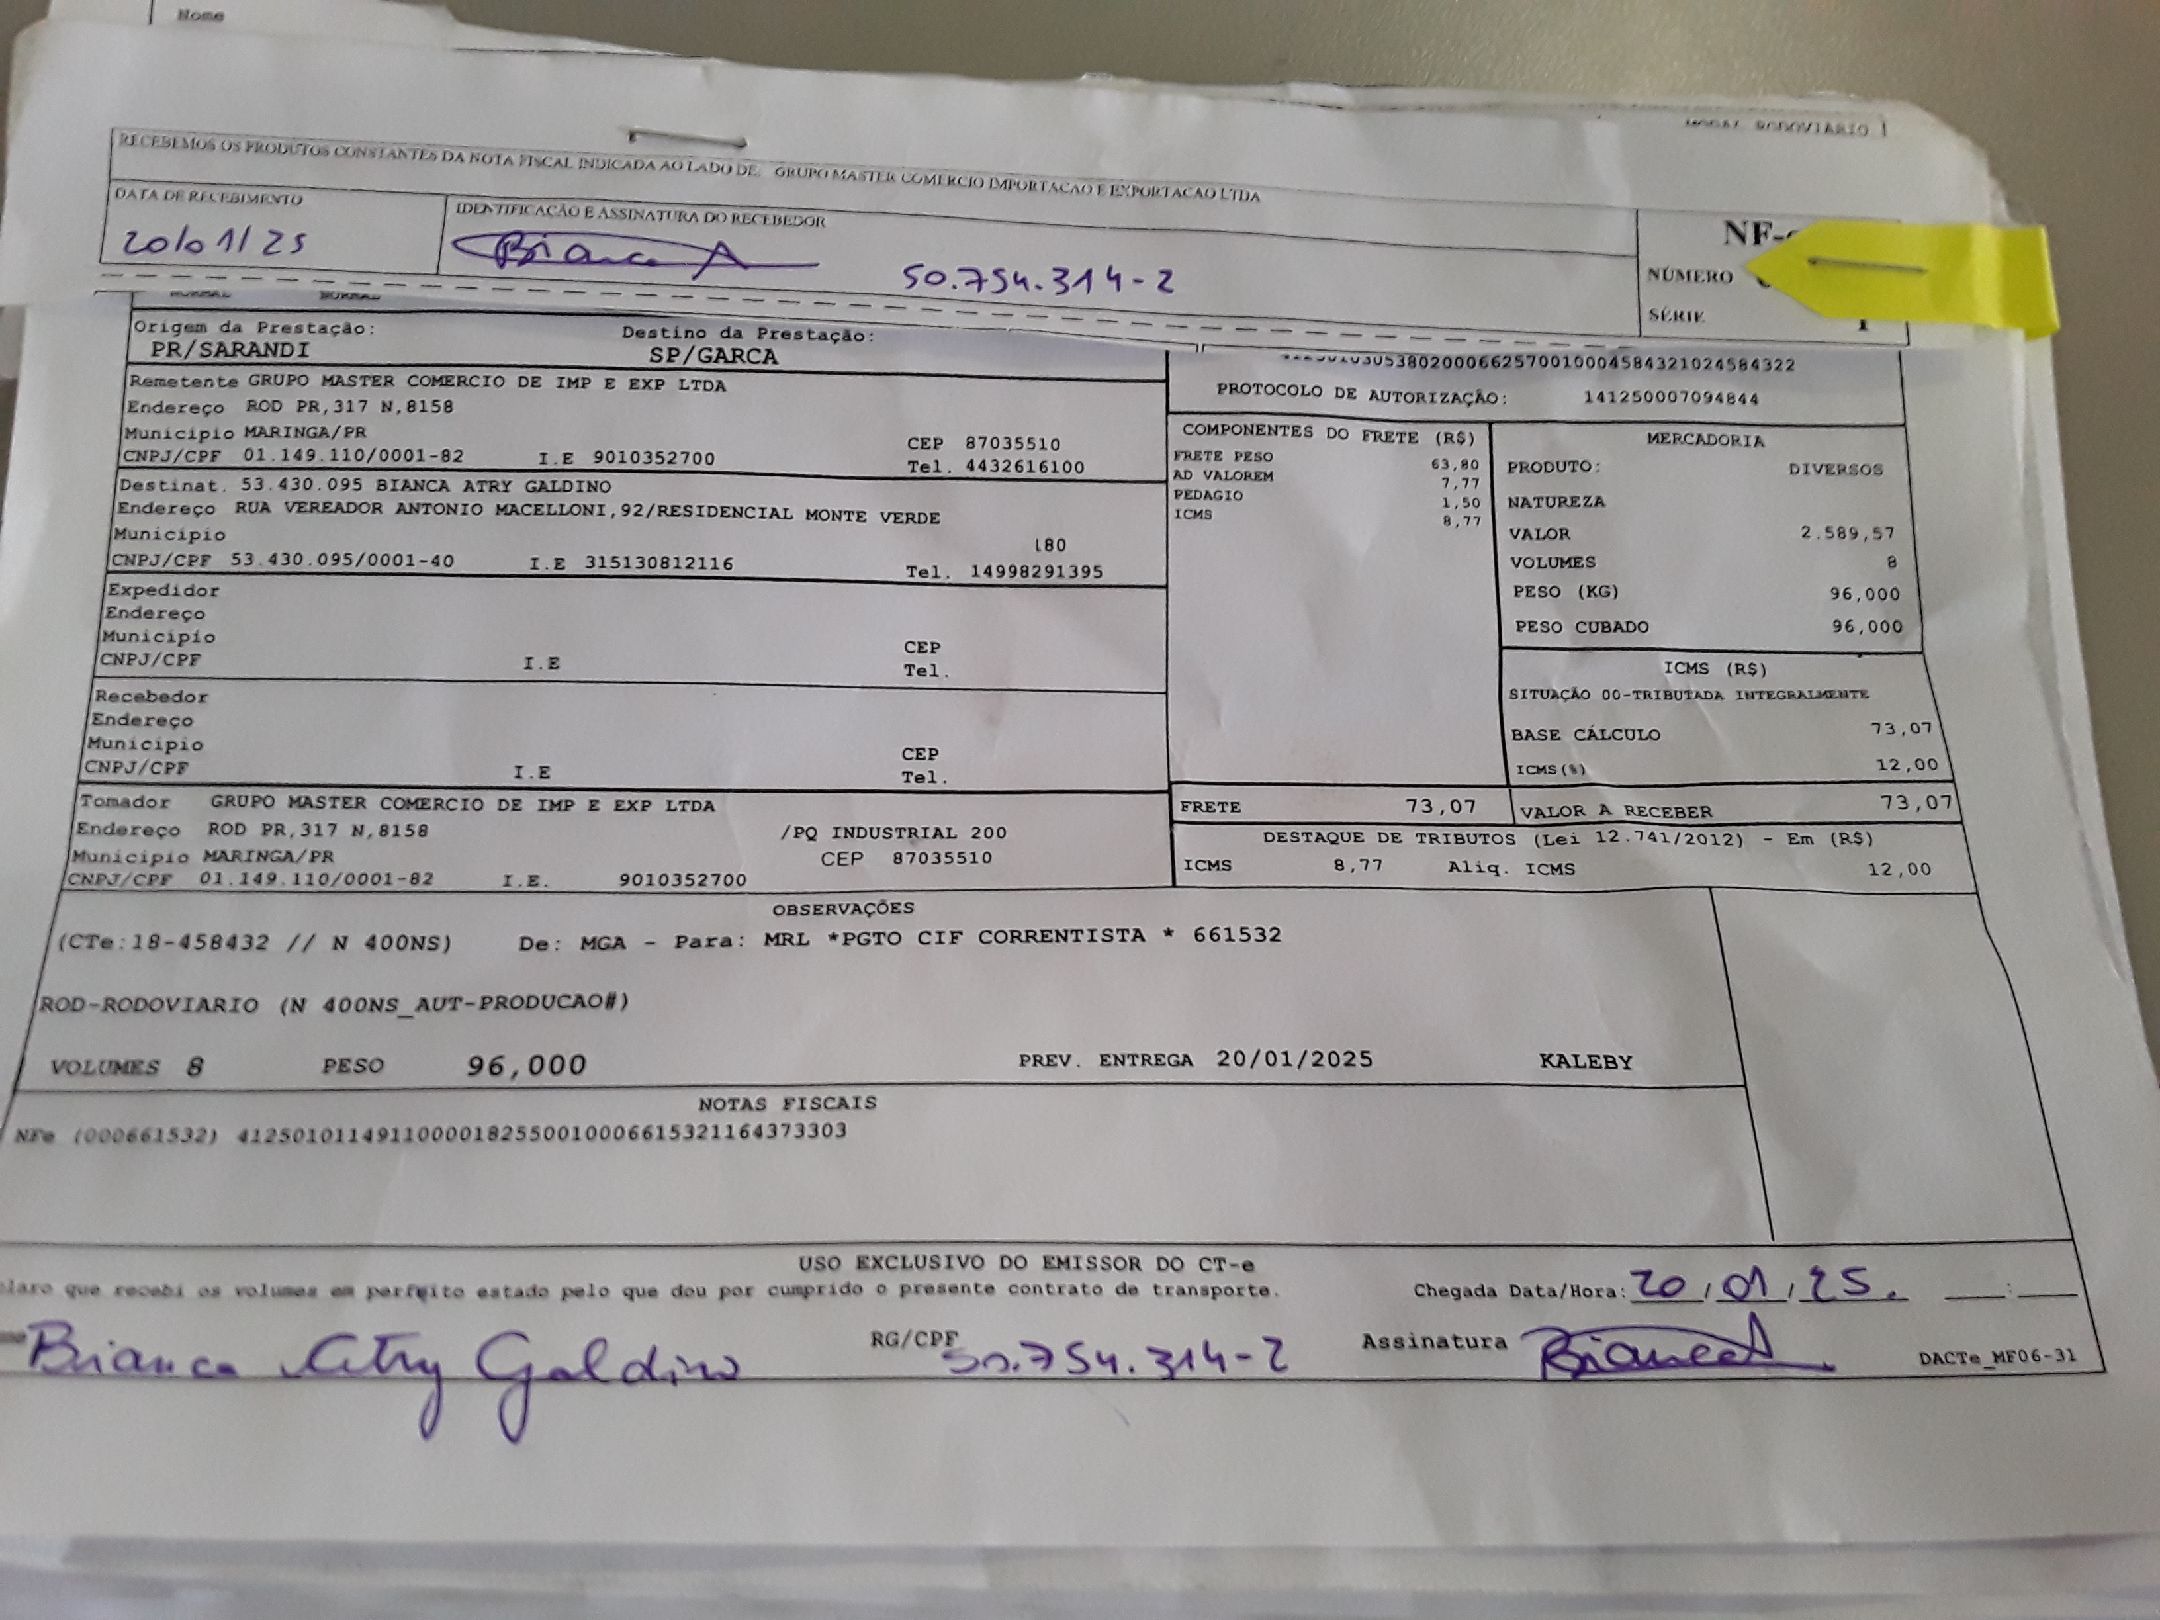 Nome
MODAL RODOVIARIO
RECEBEMOS OS PRODUTOS CONSTANTES DA NOTA FISCAL INDICADA AO LADO DE: GRUPO MASTER COMERCIO IMPORTACAO E EXPORTACAO LTDA
DATA DE RECEBIMENTO
20/01/25
IDENTIFICAÇÃO E ASSINATURA DO RECEBEDOR
Bianca A
50.754.314-2
NÚMERO
SÉRIE 1
Origem da Prestação: Destino da Prestação:
PR/SARANDI SP/GARCA
Remetente GRUPO MASTER COMERCIO DE IMP E EXP LTDA
Endereço ROD PR,317 N,8158
Município MARINGA/PR CEP 87035510
CNPJ/CPF 01.149.110/0001-82 I.E 9010352700 Tel. 4432616100
Destinat. 53.430.095 BIANCA ATRY GALDINO
Endereço RUA VEREADOR ANTONIO MACELLONI,92/RESIDENCIAL MONTE VERDE
Município 180
CNPJ/CPF 53.430.095/0001-40 I.E 315130812116 Tel. 14998291395
Expedidor
Endereço
Município CEP
CNPJ/CPF I.E Tel.
Recebedor
Endereço
Município CEP
CNPJ/CPF I.E Tel.
Tomador GRUPO MASTER COMERCIO DE IMP E EXP LTDA
Endereço ROD PR,317 N,8158 /PQ INDUSTRIAL 200
Município MARINGA/PR CEP 87035510
CNPJ/CPF 01.149.110/0001-82 I.E. 9010352700
PROTOCOLO DE AUTORIZAÇÃO: 141250007094844
COMPONENTES DO FRETE (R$)
FRETE PESO 63,80
AD VALOREM 7,77
PEDAGIO 1,50
ICMS 8,77
MERCADORIA
PRODUTO: DIVERSOS
NATUREZA
VALOR 2.589,57
VOLUMES 8
PESO (KG) 96,000
PESO CUBADO 96,000
ICMS (R$)
SITUAÇÃO 00-TRIBUTADA INTEGRALMENTE
BASE CÁLCULO 73,07
ICMS(%) 12,00
FRETE 73,07 VALOR A RECEBER 73,07
DESTAQUE DE TRIBUTOS (Lei 12.741/2012) - Em (R$)
ICMS 8,77 Aliq. ICMS 12,00
OBSERVAÇÕES
(CTe:18-458432 // N 400NS) De: MGA - Para: MRL *PGTO CIF CORRENTISTA * 661532
ROD-RODOVIARIO (N 400NS_AUT-PRODUCAO#)
VOLUMES 8 PESO 96,000 PREV. ENTREGA 20/01/2025 KALEBY
NOTAS FISCAIS
NFe (000661532) 41250101149110000182550010006615321164373303
USO EXCLUSIVO DO EMISSOR DO CT-e
que recebi os volumes em perfeito estado pelo que dou por cumprido o presente contrato de transporte. Chegada Data/Hora: 20/01/25. __:__
Bianca Atry Galdino RG/CPF 50.754.314-2 Assinatura Bianca A DACTe_MF06-31